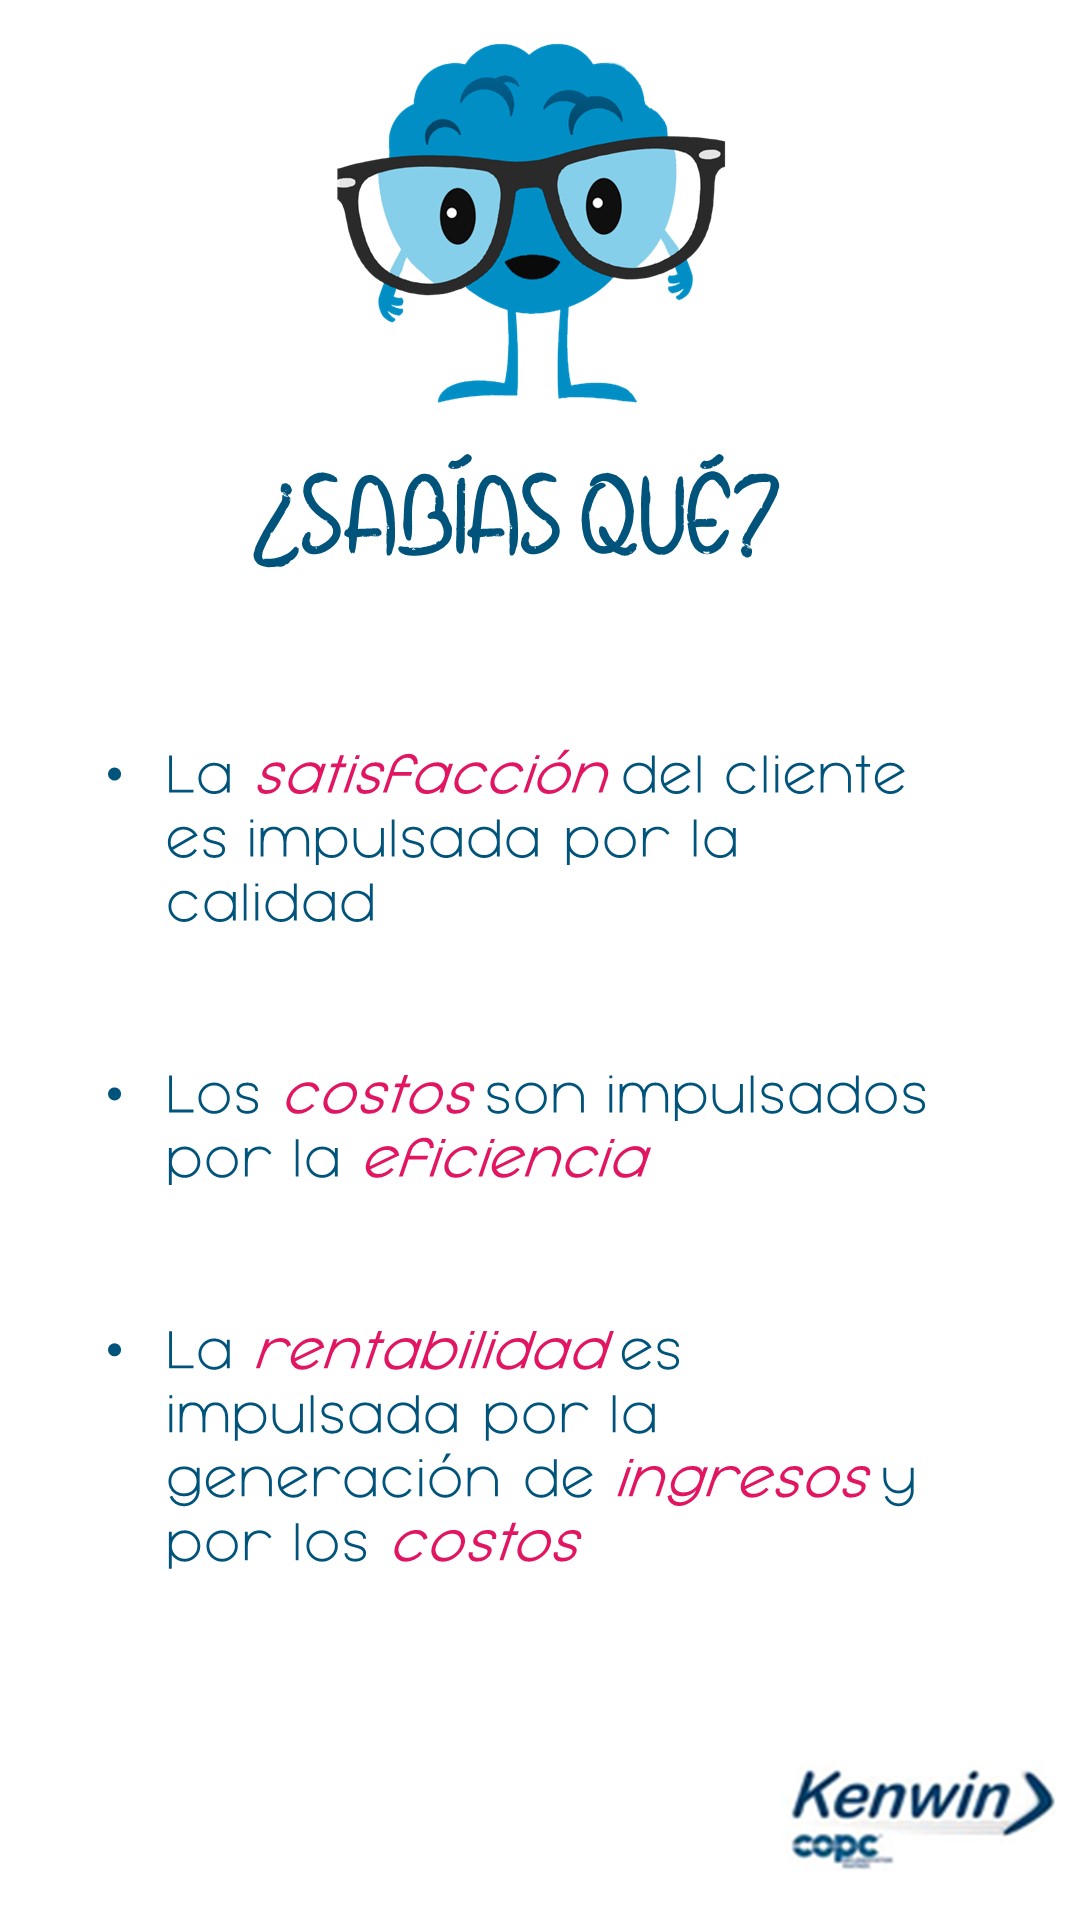 ¿SABÍAS QUÉ?
• La satisfacción del cliente
es impulsada por la
calidad
• Los costos son impulsados
por la eficiencia
• La rentabilidad es
impulsada por la
generación de ingresos y
por los costos
Kenwin
copc